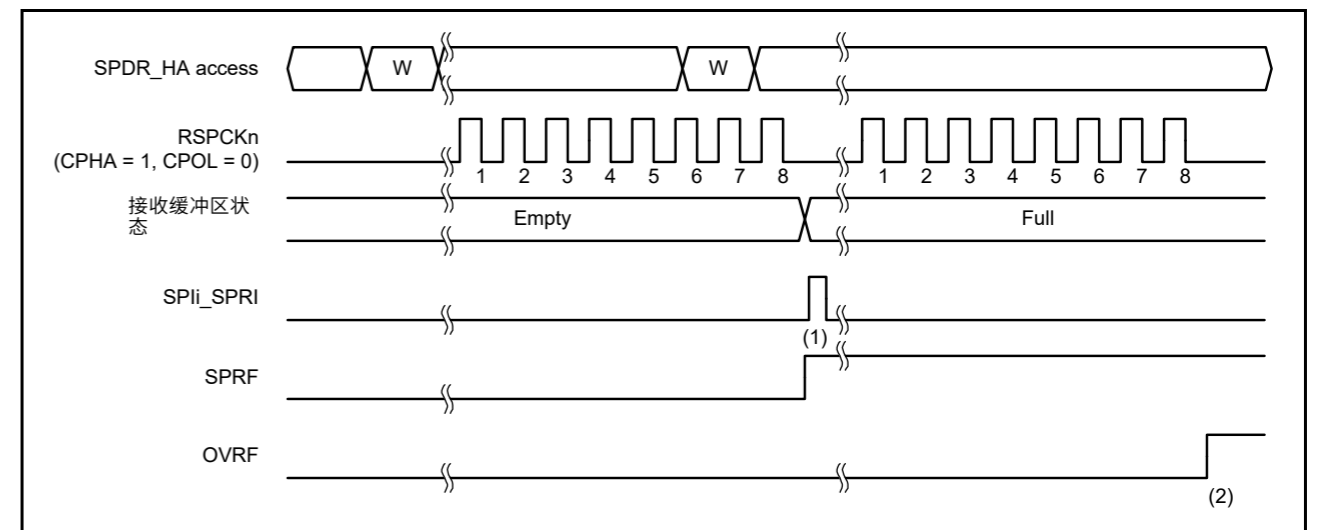 SPDR_HA access
W
W
RSPCKn
(CPHA = 1, CPOL = 0)
1 2 3 4 5 6 7 8
1 2 3 4 5 6 7 8
接收缓冲区状
态
Empty
Full
SPIi_SPRI
(1)
SPRF
OVRF
(2)